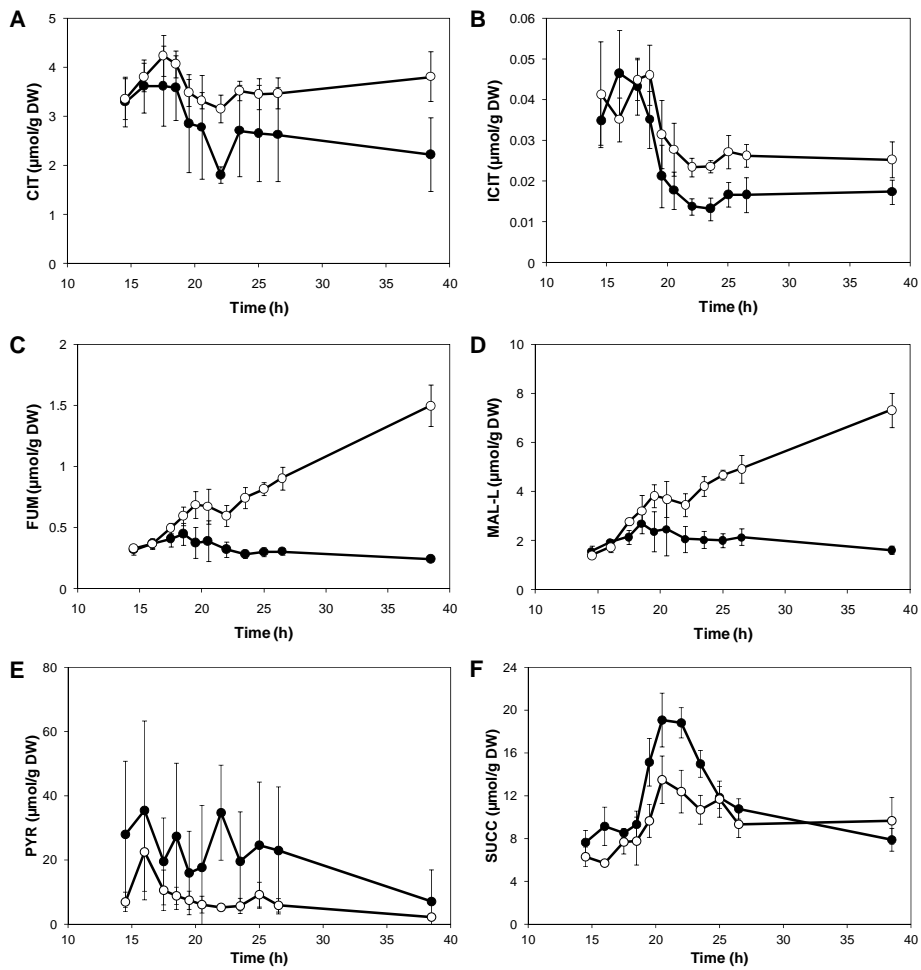 A
CIT (µmol/g DW)
5
4
3
2
1
0
10 15 20 25 30 35 40
Time (h)
B
ICIT (µmol/g DW)
0.06
0.05
0.04
0.03
0.02
0.01
0
10 15 20 25 30 35 40
Time (h)
C
FUM (µmol/g DW)
2
1.5
1
0.5
0
10 15 20 25 30 35 40
Time (h)
D
MAL-L (µmol/g DW)
10
8
6
4
2
0
10 15 20 25 30 35 40
Time (h)
E
PYR (µmol/g DW)
80
60
40
20
0
10 15 20 25 30 35 40
Time (h)
F
SUCC (µmol/g DW)
24
20
16
12
8
4
0
10 15 20 25 30 35 40
Time (h)